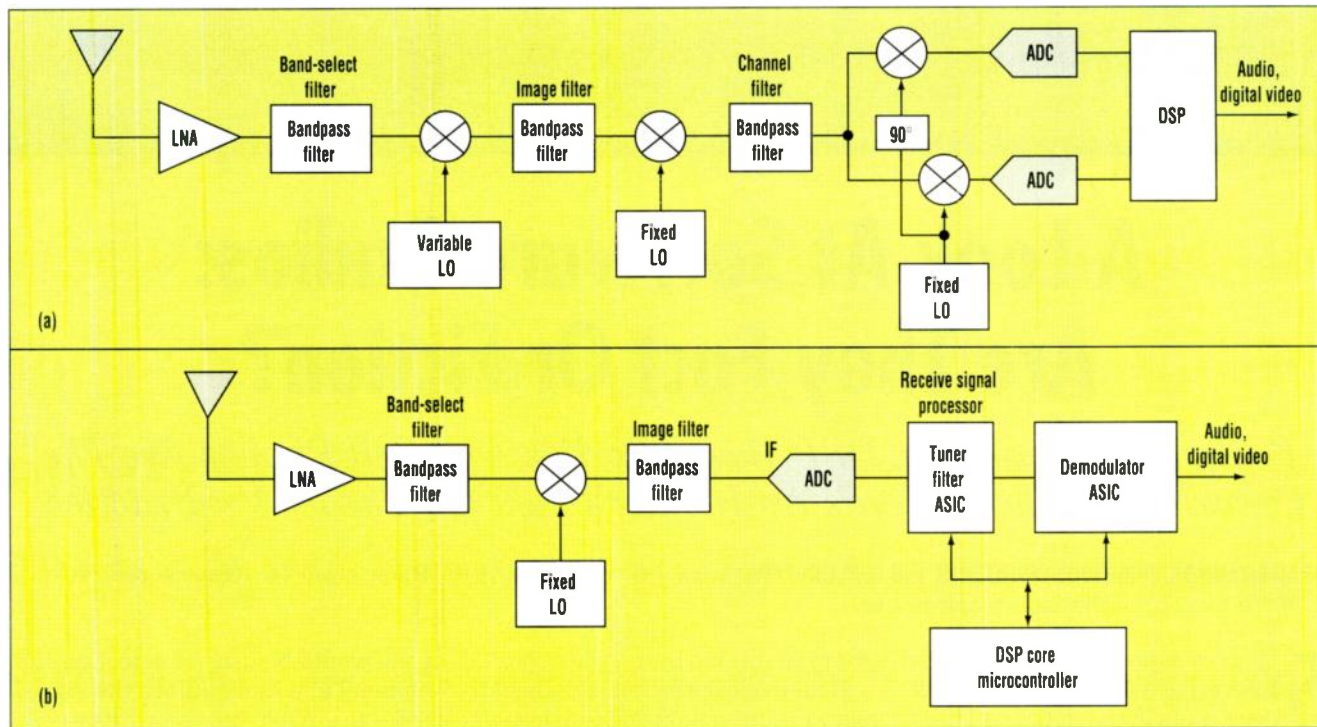 Band-select
filter
Image filter
Channel
filter
LNA
Bandpass
filter
Bandpass
filter
Bandpass
filter
90°
ADC
ADC
DSP
Audio,
digital video
Variable
LO
Fixed
LO
Fixed
LO
(a)
Band-select
filter
Image filter
Receive signal
processor
LNA
Bandpass
filter
Bandpass
filter
IF
ADC
Tuner
filter
ASIC
Demodulator
ASIC
Audio,
digital video
Fixed
LO
DSP core
microcontroller
(b)